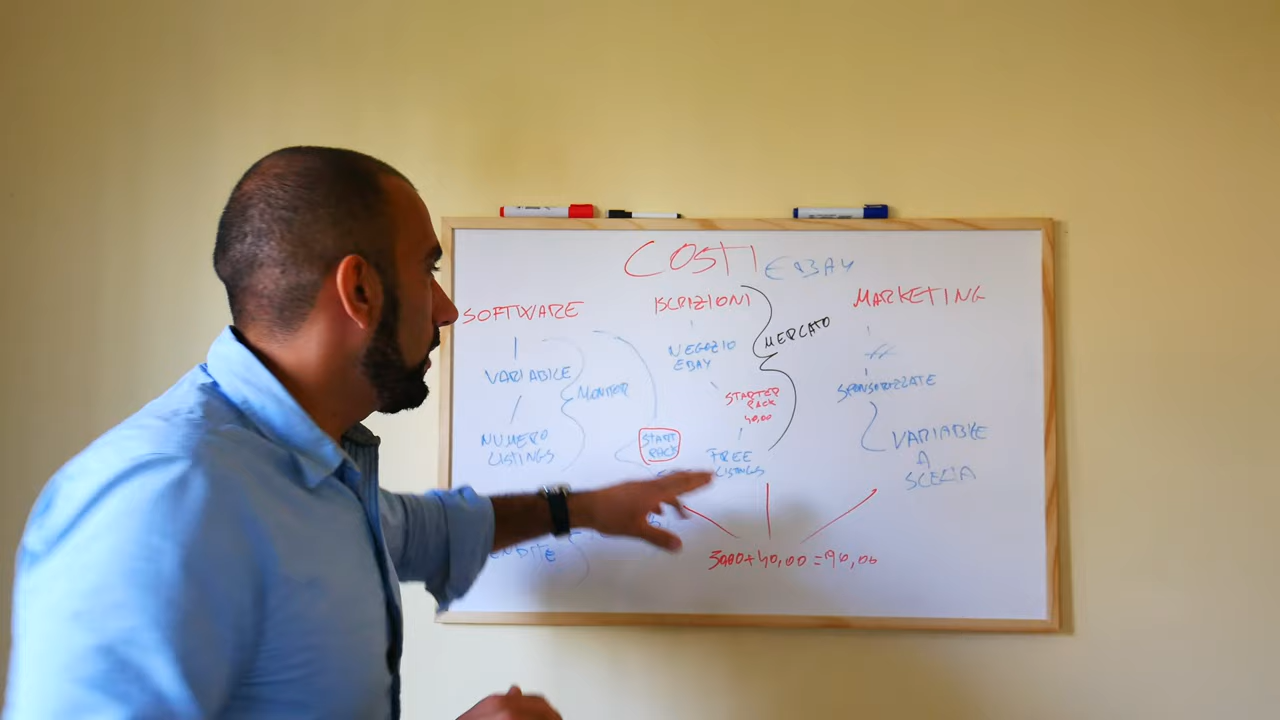 COSTI EBAY
SOFTWARE
VARIABILE
NUMERO
LISTINGS
MONITOR
START
PACK
ISCRIZIONI
NEGOZIO
EBAY
STARTER
PACK
40,00
FREE
LISTINGS
MERCATO
MARKETING
SPONSORIZZATE
VARIABILE
A
SCELTA
+40,00=90,00